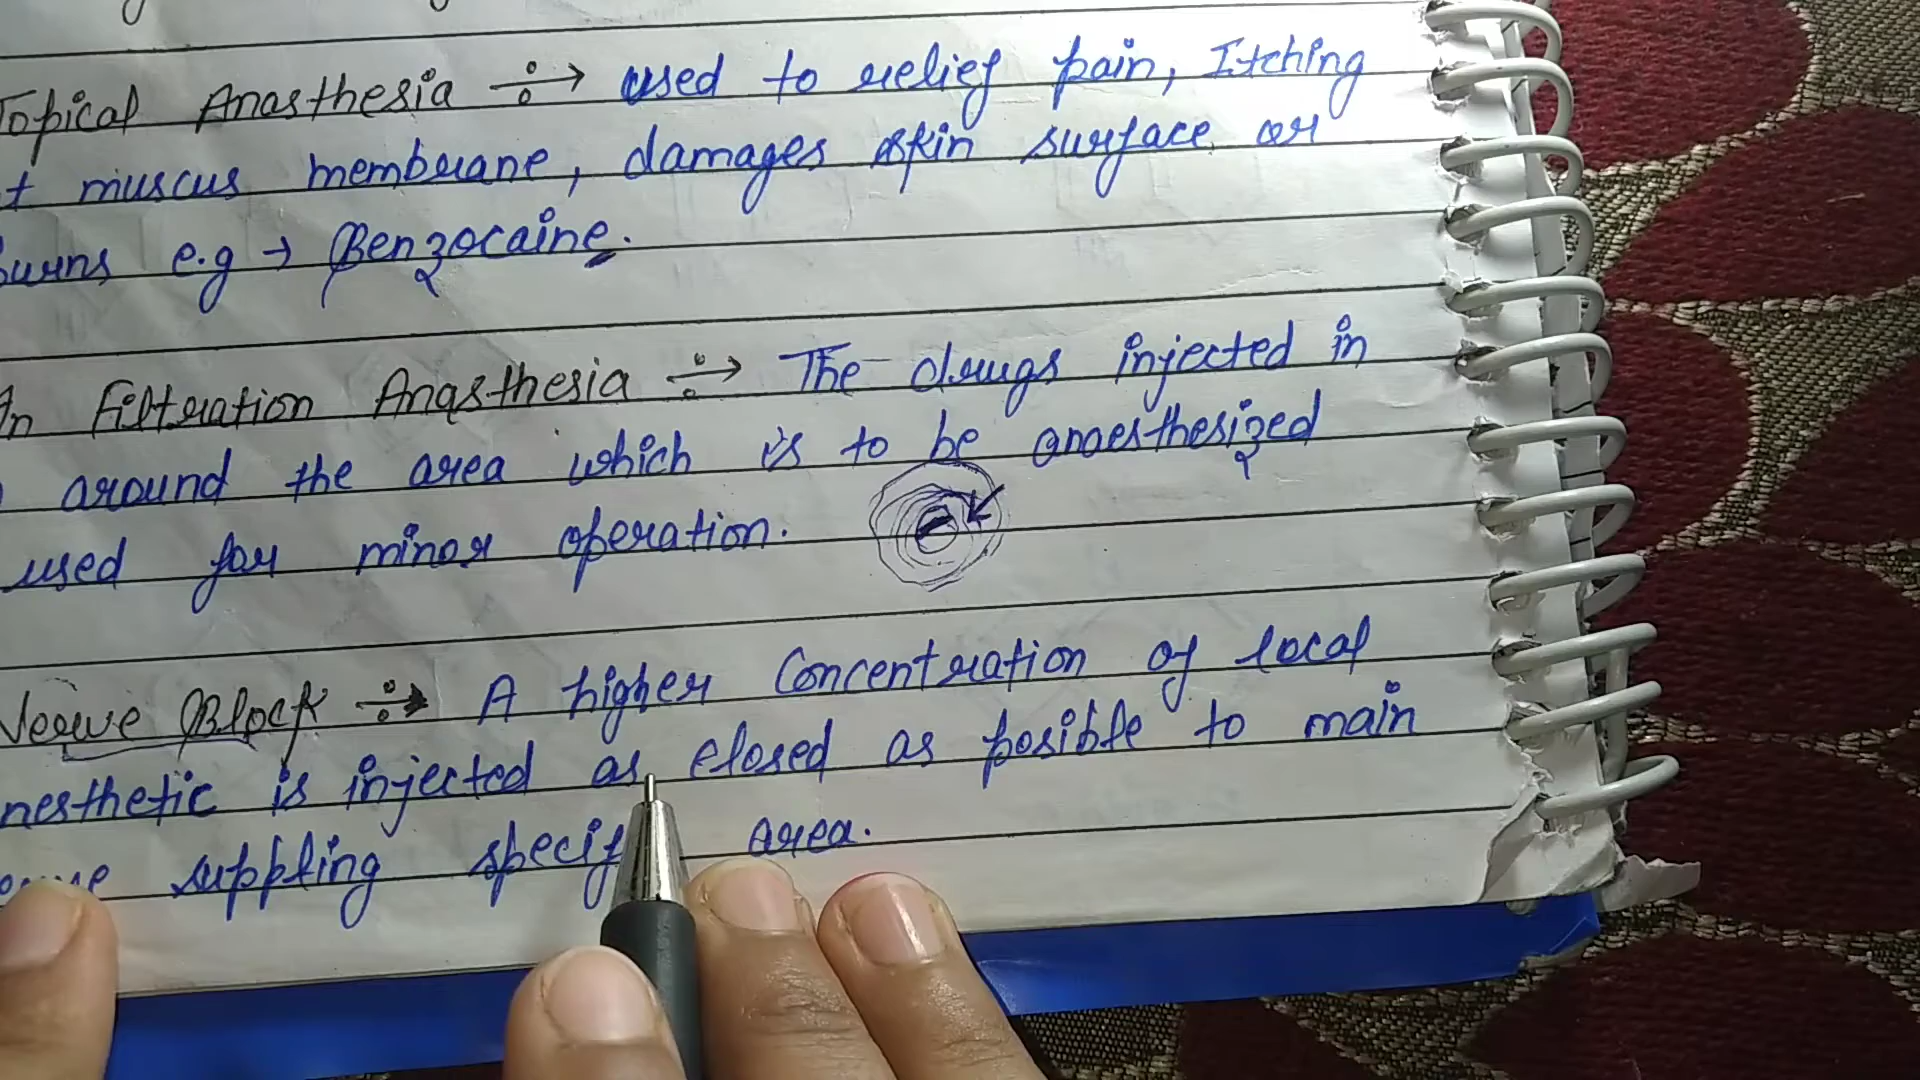 Topical Anasthesia ÷→ used to relief pain, Itching
t muscus membrane, damages skin surface or
Burns e.g → Benzocaine.
In Filtration Anasthesia ÷→ The drugs injected in
around the area which is to be anaesthesized
used for minor operation.
Nerve Block ÷→ A higher Concentration of local
nesthetic is injected as closed as posible to main
suppling specif area.